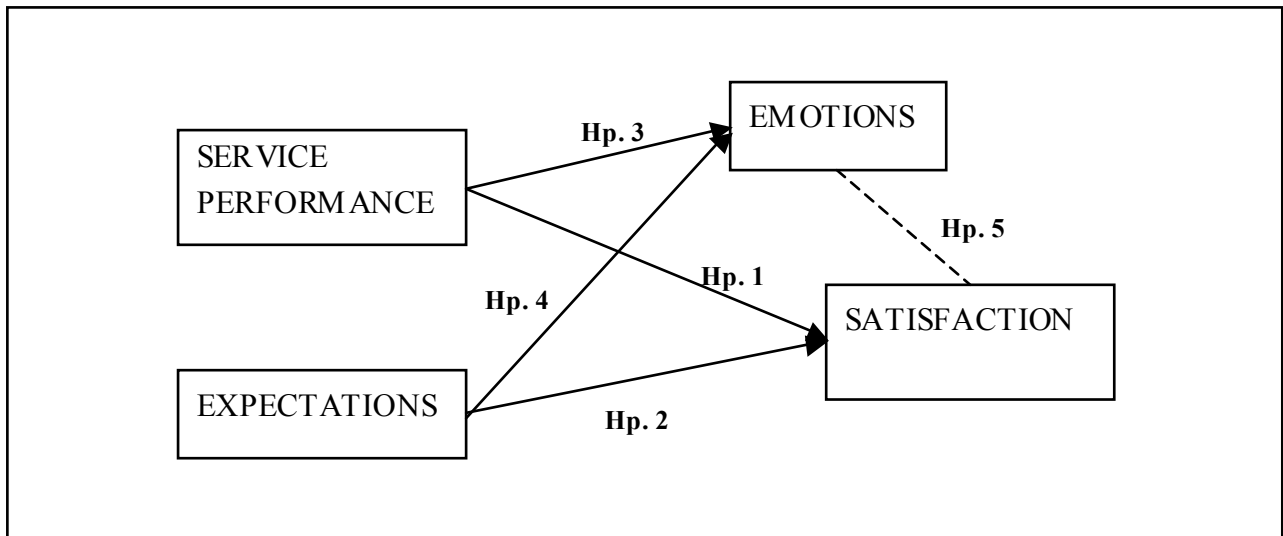 EMOTIONS
Hp. 3
SERVICE
PERFORMANCE
Hp. 5
Hp. 1
Hp. 4
SATISFACTION
EXPECTATIONS
Hp. 2